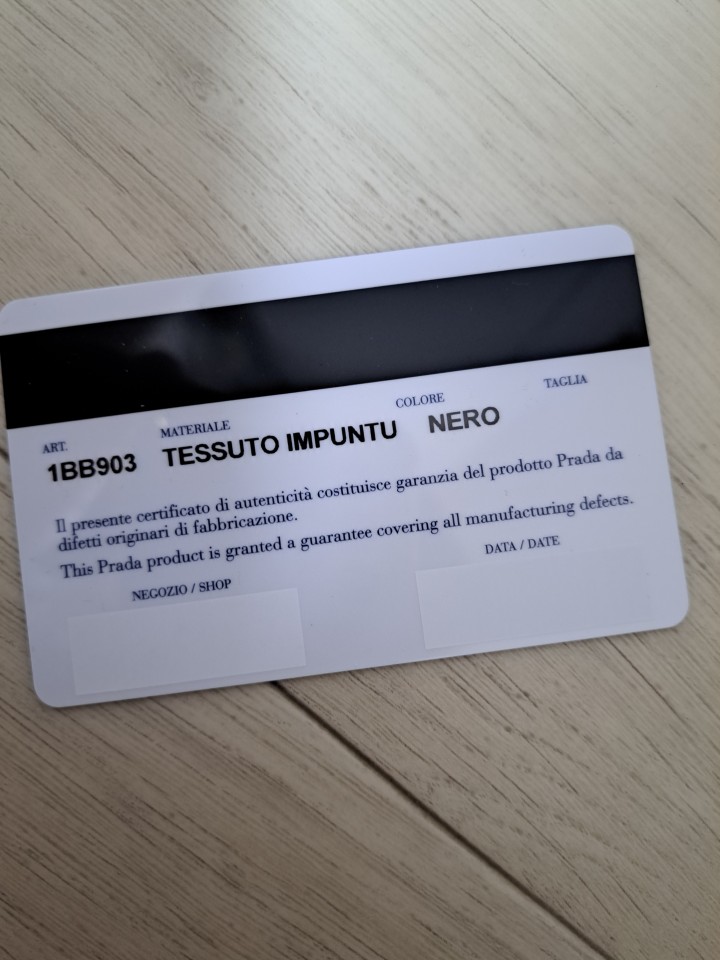 ART. MATERIALE COLORE TAGLIA
1BB903 TESSUTO IMPUNTU NERO
Il presente certificato di autenticità costituisce garanzia del prodotto Prada da
difetti originari di fabbricazione.
This Prada product is granted a guarantee covering all manufacturing defects.
NEGOZIO / SHOP DATA / DATE